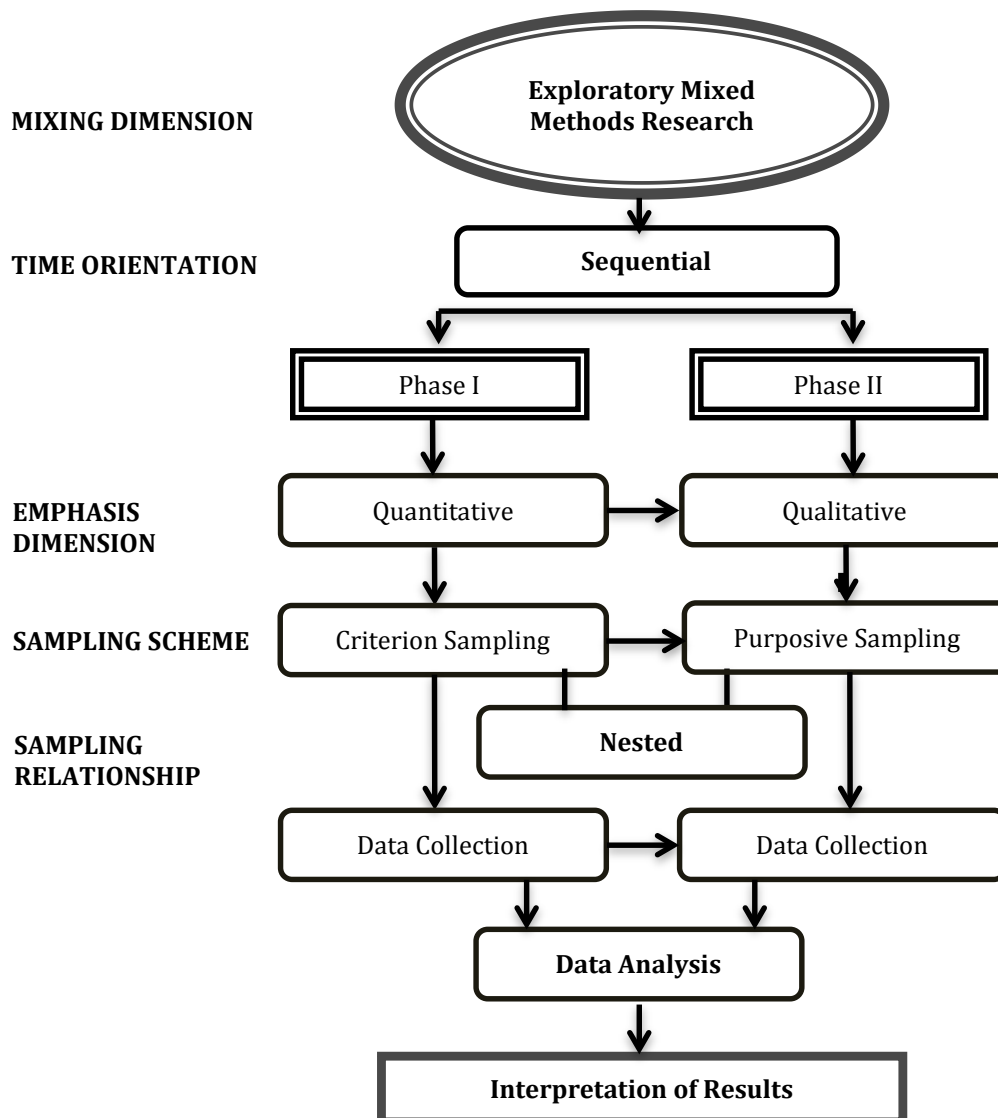 Exploratory Mixed
Methods Research
MIXING DIMENSION
TIME ORIENTATION
Sequential
Phase I
Phase II
EMPHASIS
DIMENSION
Quantitative
Qualitative
SAMPLING SCHEME
Criterion Sampling
Purposive Sampling
SAMPLING
RELATIONSHIP
Nested
Data Collection
Data Collection
Data Analysis
Interpretation of Results